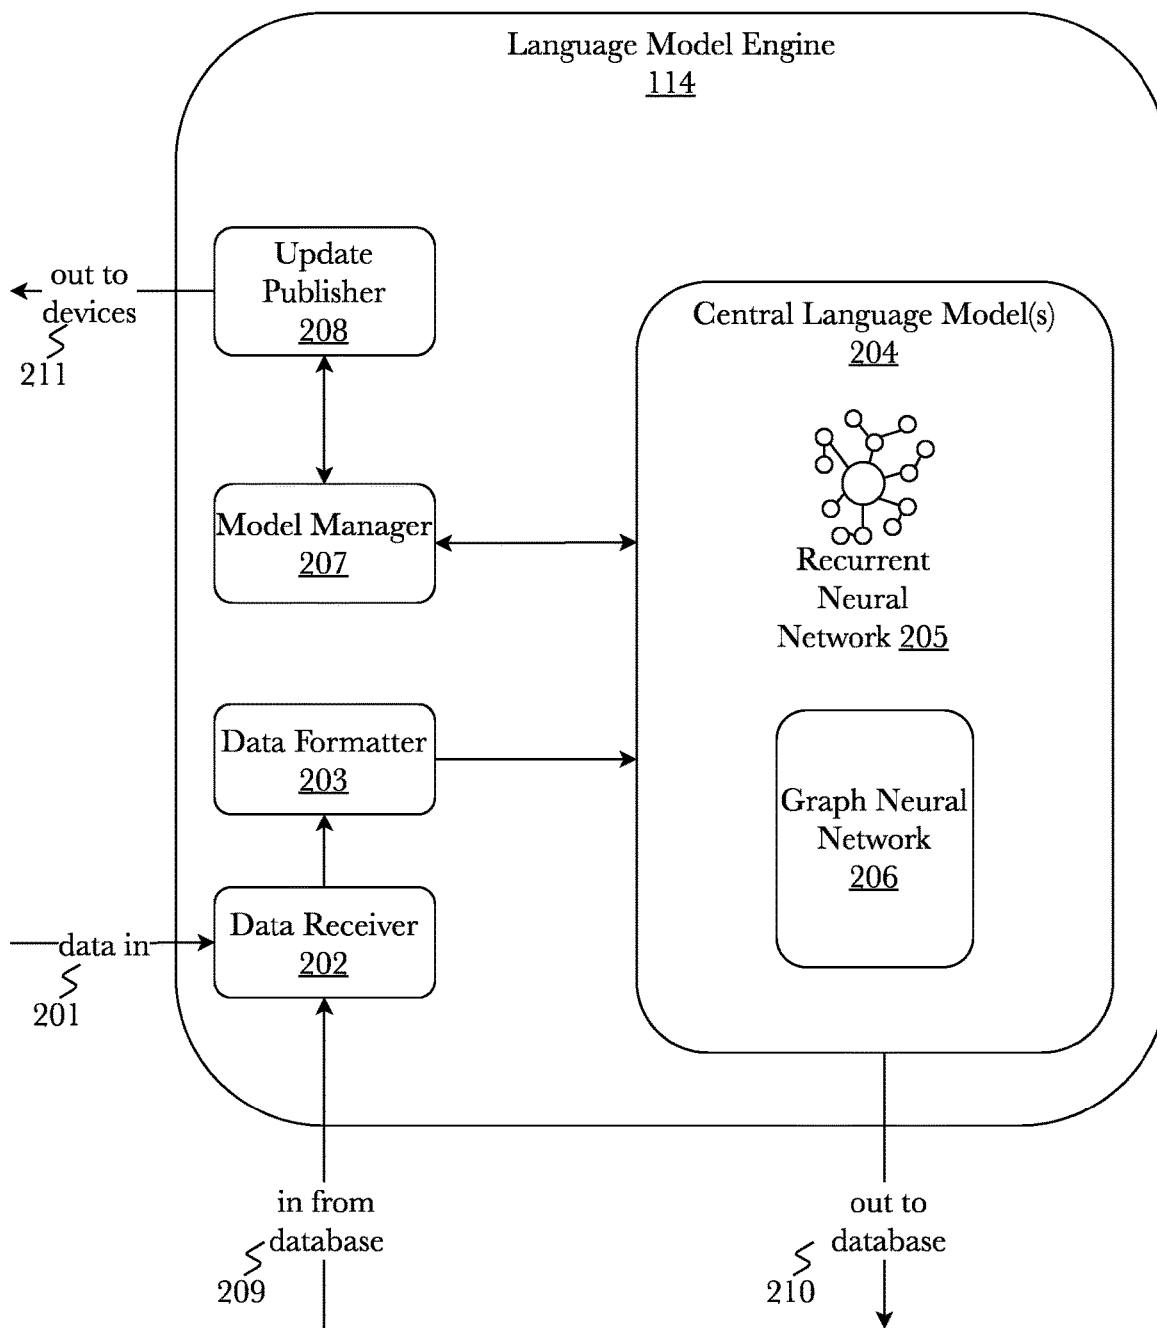 Language Model Engine
114
Update
Publisher
208
out to
devices
211
Central Language Model(s)
204
Model Manager
207
Recurrent
Neural
Network 205
Data Formatter
203
Graph Neural
Network
206
Data Receiver
202
data in
201
in from
database
209
out to
database
210